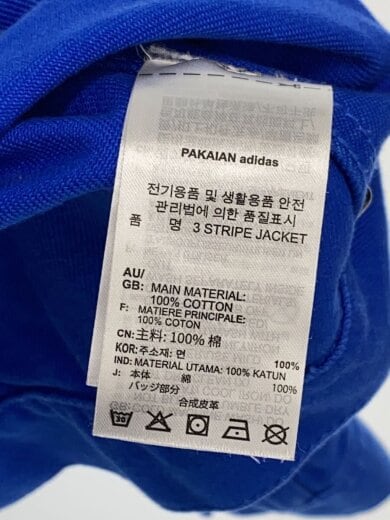 PAKAIAN adidas
전기용품 및 생활용품 안전
관리법에 의한 품질표시
품 명 3 STRIPE JACKET
AU/
GB: MAIN MATERIAL:
100% COTTON
F: MATIERE PRINCIPALE:
100% COTON
CN: 主料: 100% 棉
KOR: 주소재: 면 100%
IND: MATERIAL UTAMA: 100% KATUN
J: 本体 綿 100%
バッジ部分
合成皮革
30